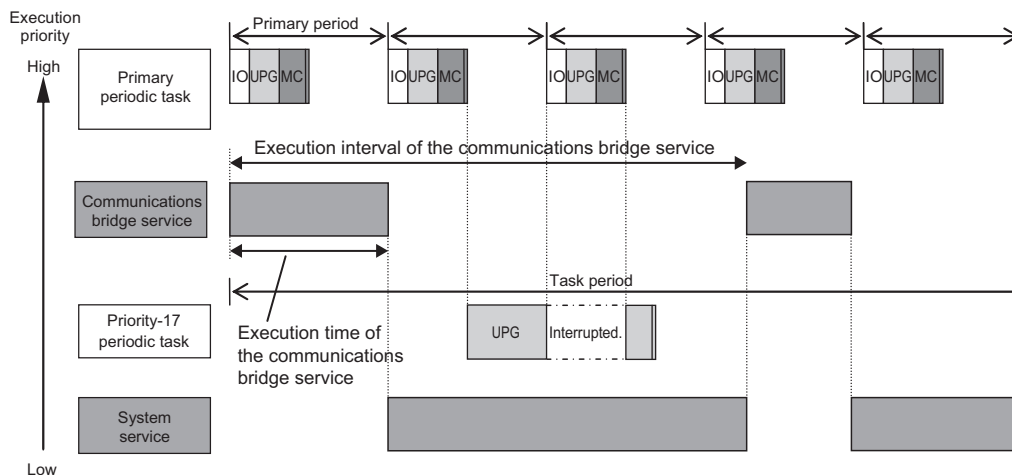 Execution
priority
High
Primary period
Primary
periodic task
IO UPG MC
IO UPG MC
IO UPG MC
IO UPG MC
IO UPG MC
Execution interval of the communications bridge service
Communications
bridge service
Task period
Priority-17
periodic task
UPG
Interrupted.
Execution time of
the communications
bridge service
System
service
Low